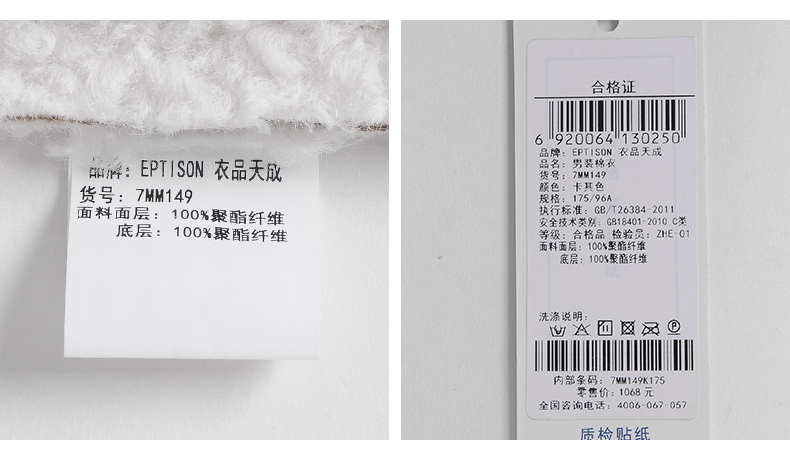 品牌: EPTISON 衣品天成
货号: 7MM149
面料面层: 100%聚酯纤维
底层: 100%聚酯纤维
合格证
6 920064 130250
品牌: EPTISON 衣品天成
品名: 男装棉衣
货号: 7MM149
颜色: 卡其色
规格: 175/96A
执行标准: GB/T26384-2011
安全技术类别: GB18401-2010 C类
等级: 合格品 检验员: ZHE-01
面料面层: 100%聚酯纤维
底层: 100%聚酯纤维
洗涤说明:
内部条码: 7MM149K175
零售价: 1068 元
全国咨询电话: 4006-067-057
质检贴纸